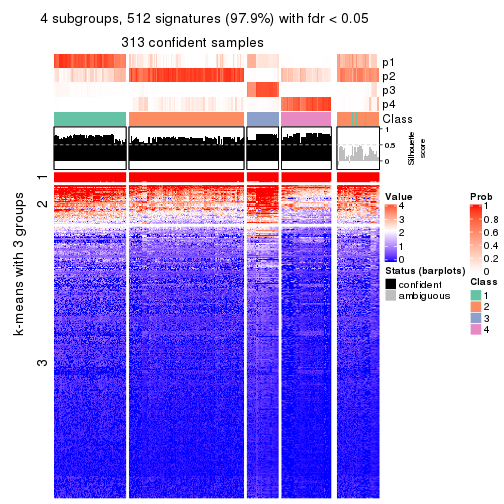 4 subgroups, 512 signatures (97.9%) with fdr < 0.05
313 confident samples
p1
p2
p3
p4
Class
1
0.5
0
Silhouette
score
k-means with 3 groups
1
2
3
Value
4
3
2
1
0
Status (barplots)
confident
ambiguous
Prob
1
0.8
0.6
0.4
0.2
0
Class
1
2
3
4